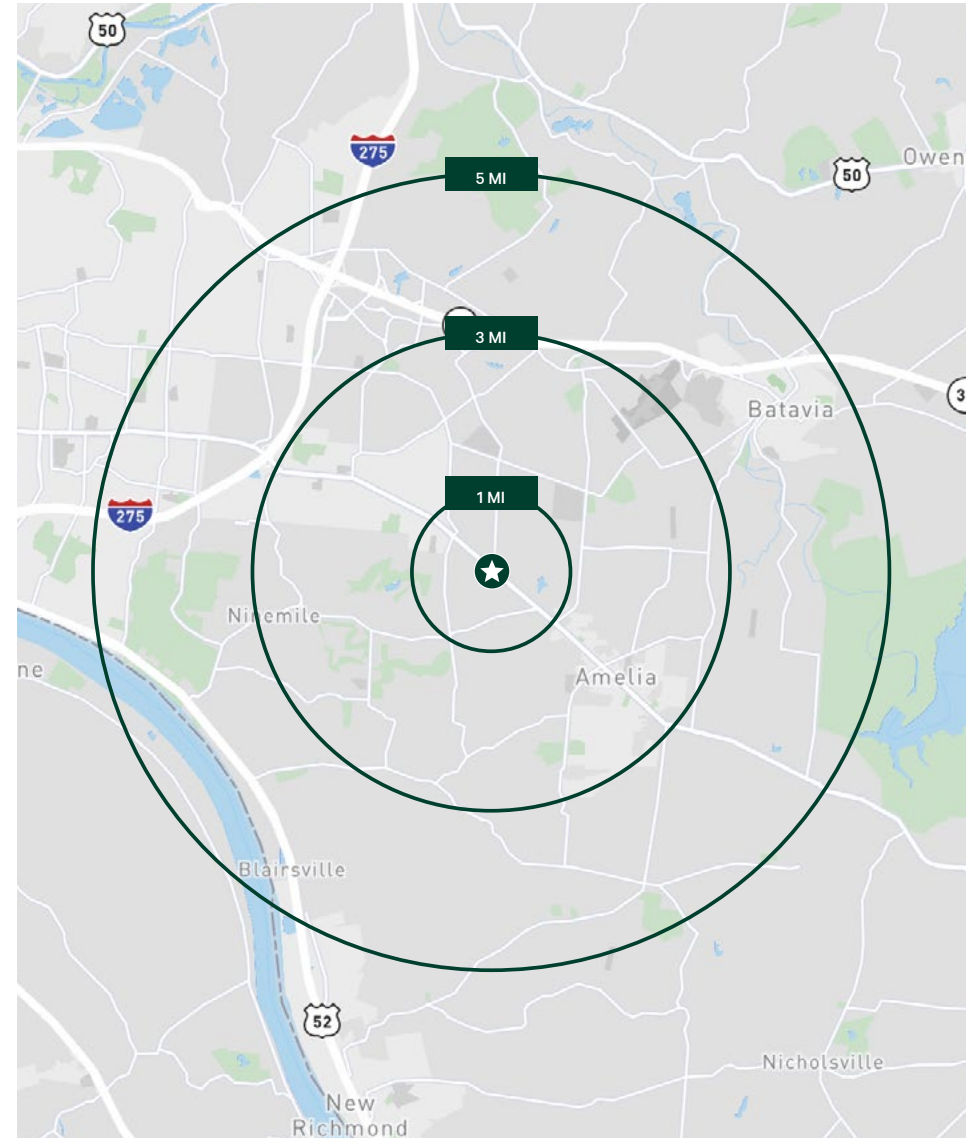 50
275
5 MI
50
Owen
3 MI
3
Batavia
1 MI
275
Ninemile
ne
Amelia
Blairsville
52
Nicholsville
New
Richmond